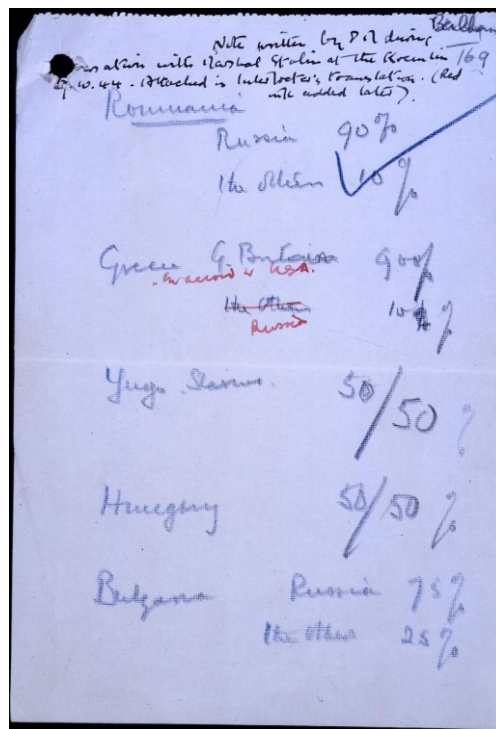 Note written by P.M. during
conversation with Marshal Stalin at the Kremlin 169
9.10.44. Attached is Interpreter's translation. (Red
ink added later).
Roumania
Russia 90%
The others 10%
Greece G. Britain 90%
in accord w USA.
The Others 10%
Russia
Yugo Slavia. 50/50 %
Hungary 50/50 %
Bulgaria Russia 75%
The others 25%